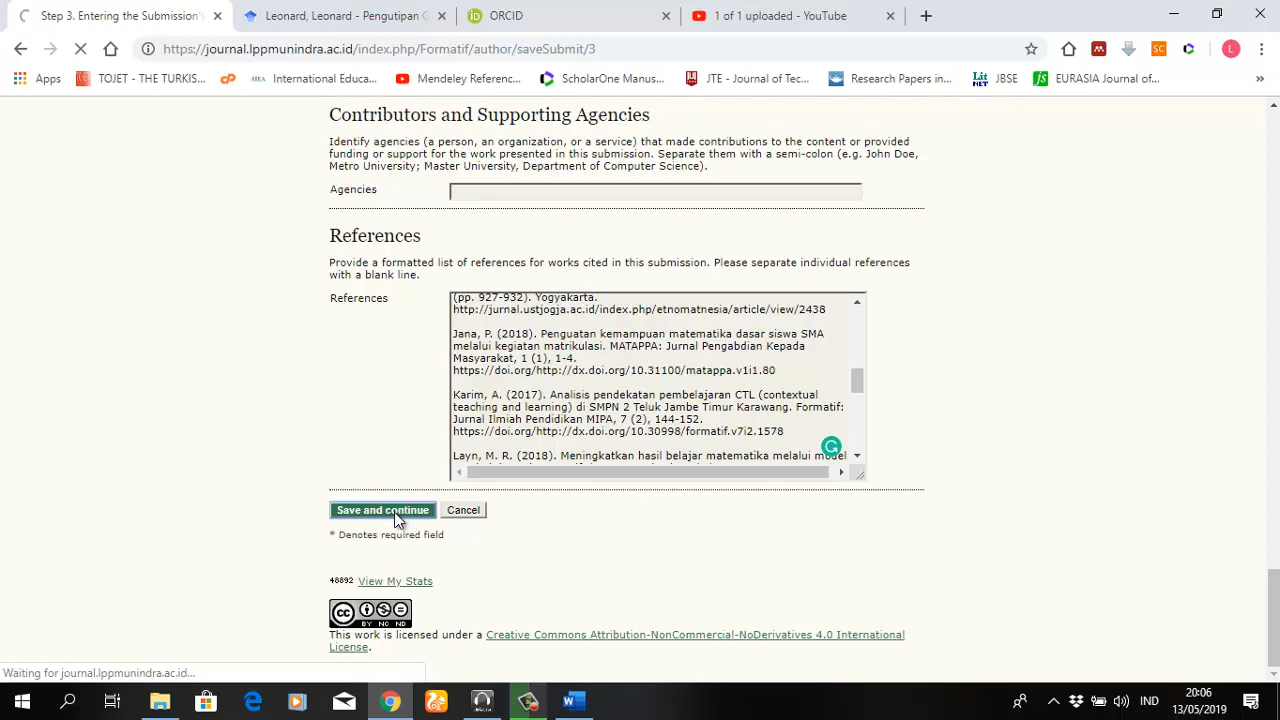 Step 3. Entering the Submission's
Leonard, Leonard - Pengutipan G
ORCID
1 of 1 uploaded - YouTube
https://journal.lppmunindra.ac.id/index.php/Formatif/author/saveSubmit/3
Apps
TOJET - THE TURKIS...
International Educa...
Mendeley Referenc...
ScholarOne Manus...
JTE - Journal of Tec...
Research Papers in...
JBSE
EURASIA Journal of...
Contributors and Supporting Agencies
Identify agencies (a person, an organization, or a service) that made contributions to the content or provided
funding or support for the work presented in this submission. Separate them with a semi-colon (e.g. John Doe,
Metro University; Master University, Department of Computer Science).
Agencies
References
Provide a formatted list of references for works cited in this submission. Please separate individual references
with a blank line.
References
(pp. 927-932). Yogyakarta.
http://jurnal.ustjogja.ac.id/index.php/etnomatnesia/article/view/2438
Jana, P. (2018). Penguatan kemampuan matematika dasar siswa SMA
melalui kegiatan matrikulasi. MATAPPA: Jurnal Pengabdian Kepada
Masyarakat, 1 (1), 1-4.
https://doi.org/http://dx.doi.org/10.31100/matappa.v1i1.80
Karim, A. (2017). Analisis pendekatan pembelajaran CTL (contextual
teaching and learning) di SMPN 2 Teluk Jambe Timur Karawang. Formatif:
Jurnal Ilmiah Pendidikan MIPA, 7 (2), 144-152.
https://doi.org/http://dx.doi.org/10.30998/formatif.v7i2.1578
Layn, M. R. (2018). Meningkatkan hasil belajar matematika melalui model
Save and continue
Cancel
* Denotes required field
48892 View My Stats
CC BY NC ND
This work is licensed under a Creative Commons Attribution-NonCommercial-NoDerivatives 4.0 International
License.
Waiting for journal.lppmunindra.ac.id...
IND
20:06
13/05/2019